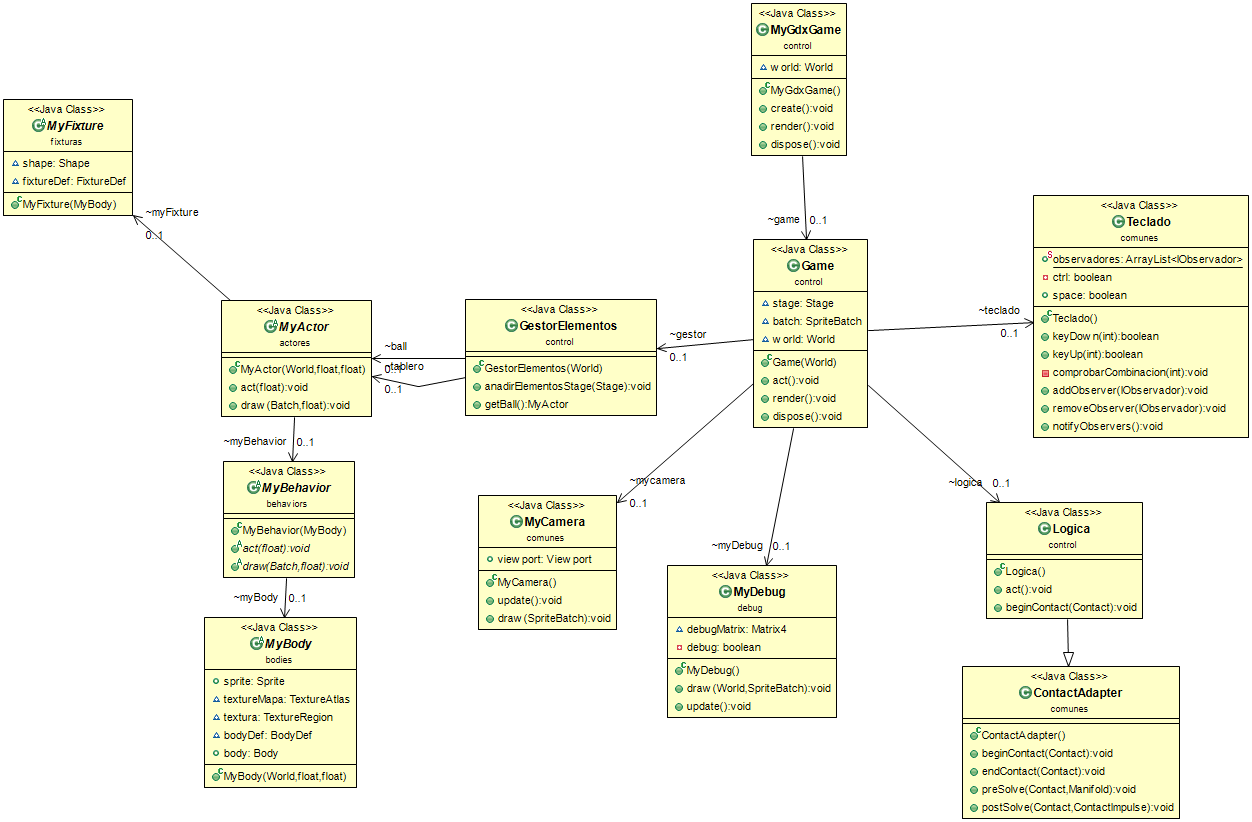 <<Java Class>>
MyGdxGame
control
world: World
MyGdxGame()
create():void
render():void
dispose():void
<<Java Class>>
MyFixture
fixturas
shape: Shape
fixtureDef: FixtureDef
MyFixture(MyBody)
~myFixture
0..1
~game
0..1
<<Java Class>>
Teclado
comunes
observadores: ArrayList<IObservador>
ctrl: boolean
space: boolean
Teclado()
keyDown(int):boolean
keyUp(int):boolean
comprobarCombinacion(int):void
addObserver(IObservador):void
removeObserver(IObservador):void
notifyObservers():void
<<Java Class>>
Game
control
stage: Stage
batch: SpriteBatch
world: World
Game(World)
act():void
render():void
dispose():void
~teclado
0..1
~gestor
0..1
<<Java Class>>
GestorElementos
control
GestorElementos(World)
anadirElementosStage(Stage):void
getBall():MyActor
~ball
0..1
~tablero
0..1
<<Java Class>>
MyActor
actores
MyActor(World,float,float)
act(float):void
draw(Batch,float):void
~myBehavior
0..1
<<Java Class>>
MyBehavior
behaviors
MyBehavior(MyBody)
act(float):void
draw(Batch,float):void
~myBody
0..1
<<Java Class>>
MyBody
bodies
sprite: Sprite
textureMapa: TextureAtlas
textura: TextureRegion
bodyDef: BodyDef
body: Body
MyBody(World,float,float)
~mycamera
0..1
<<Java Class>>
MyCamera
comunes
viewport: Viewport
MyCamera()
update():void
draw(SpriteBatch):void
~myDebug
0..1
<<Java Class>>
MyDebug
debug
debugMatrix: Matrix4
debug: boolean
MyDebug()
draw(World,SpriteBatch):void
update():void
~logica
0..1
<<Java Class>>
Logica
control
Logica()
act():void
beginContact(Contact):void
<<Java Class>>
ContactAdapter
comunes
ContactAdapter()
beginContact(Contact):void
endContact(Contact):void
preSolve(Contact,Manifold):void
postSolve(Contact,ContactImpulse):void